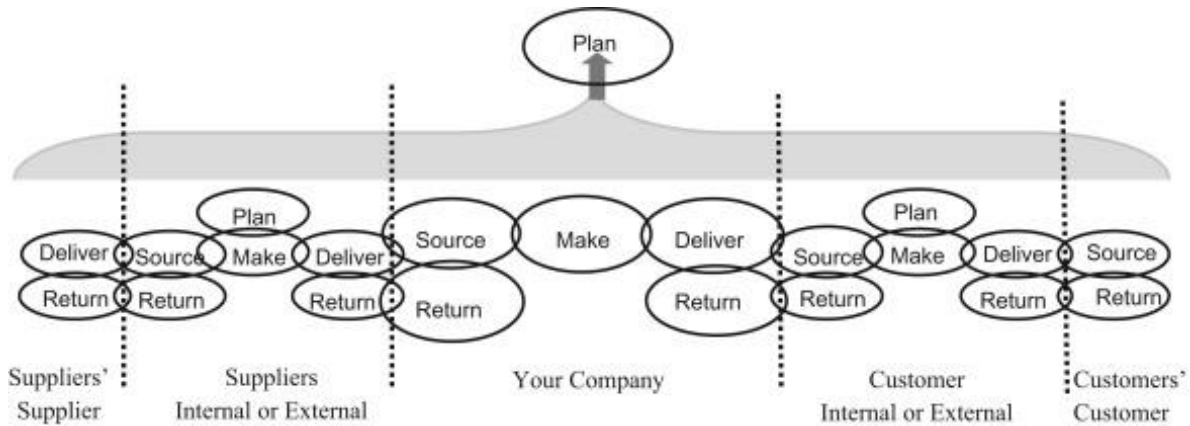 Plan
Plan
Plan
Source
Make
Deliver
Deliver
Source
Make
Deliver
Source
Make
Deliver
Source
Return
Return
Return
Return
Return
Return
Return
Return
Suppliers’
Supplier
Suppliers
Internal or External
Your Company
Customer
Internal or External
Customers’
Customer